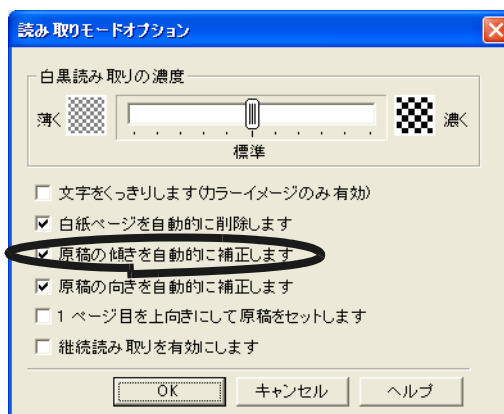 読み取りモードオプション
白黒読み取りの濃度
薄く 濃く
標準
文字をくっきりします(カラーイメージのみ有効)
白紙ページを自動的に削除します
原稿の傾きを自動的に補正します
原稿の向きを自動的に補正します
1 ページ目を上向きにして原稿をセットします
継続読み取りを有効にします
OK キャンセル ヘルプ